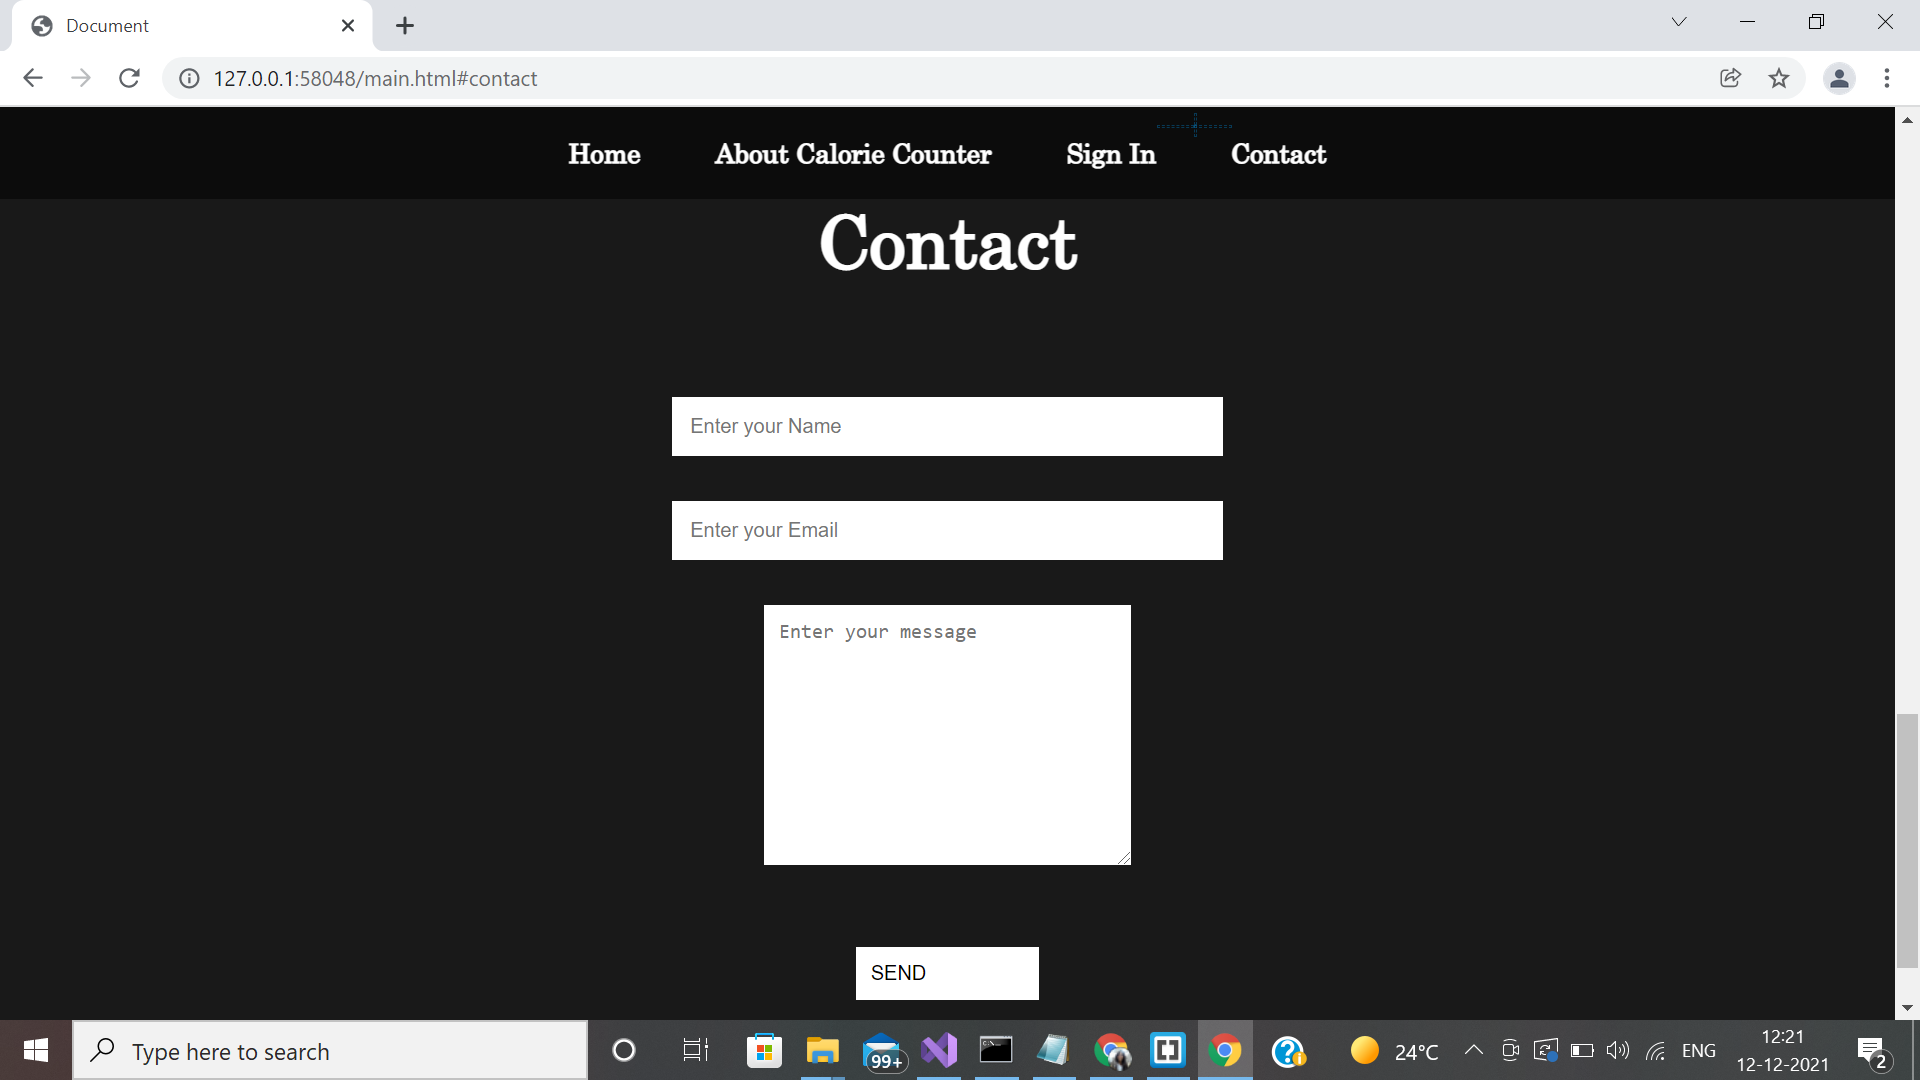 Document
127.0.0.1:58048/main.html#contact
Home About Calorie Counter Sign In Contact
Contact
Enter your Name
Enter your Email
Enter your message
SEND
Type here to search
99+
24°C
ENG
12:21
12-12-2021
2